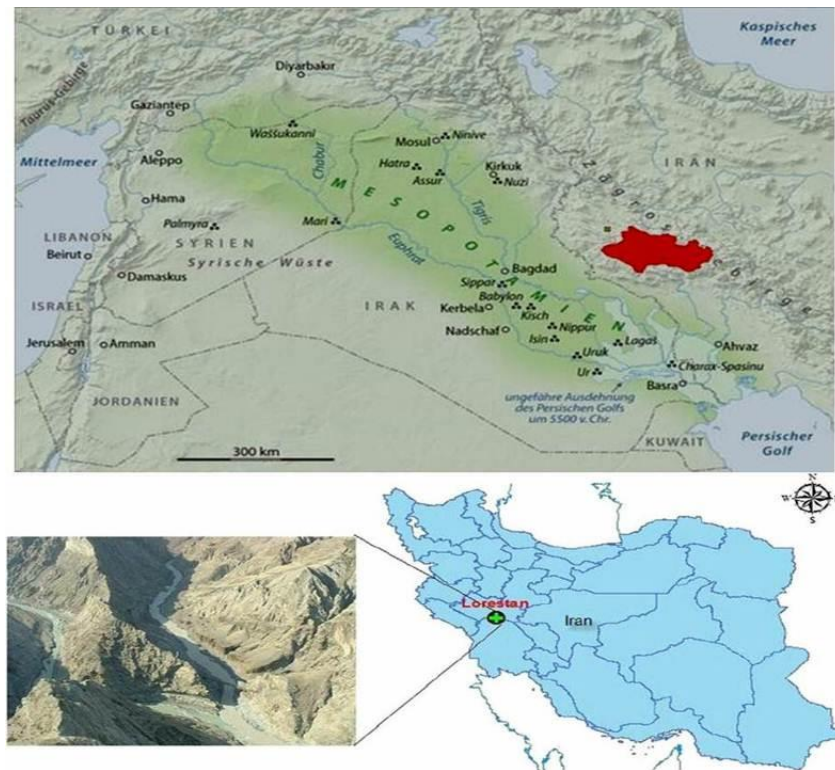 TÜRKEI
Kaspisches
Meer
Taurus-Gebirge
Diyarbakır
Gaziantep
Waššukanni
Mosul
Ninive
Mittelmeer
Aleppo
Chabur
Hatra
Assur
Kirkuk
Nuzi
IRAN
Zagros-Gebirge
Hama
MESOPOTAMIEN
Tigris
Palmyra
Mari
LIBANON
SYRIEN
Beirut
Syrische Wüste
Euphrat
Bagdad
Damaskus
Sippar
IRAK
Babylon
Kerbela
Kisch
ISRAEL
Nadschaf
Nippur
Isin
Lagaš
Jerusalem
Amman
Uruk
Ahvaz
Ur
Charax-Spasinu
Basra
JORDANIEN
ungefähre Ausdehnung
des Persischen Golfs
um 5500 v. Chr.
KUWAIT
Persischer
Golf
300 km
N
W
E
S
Lorestan
Iran